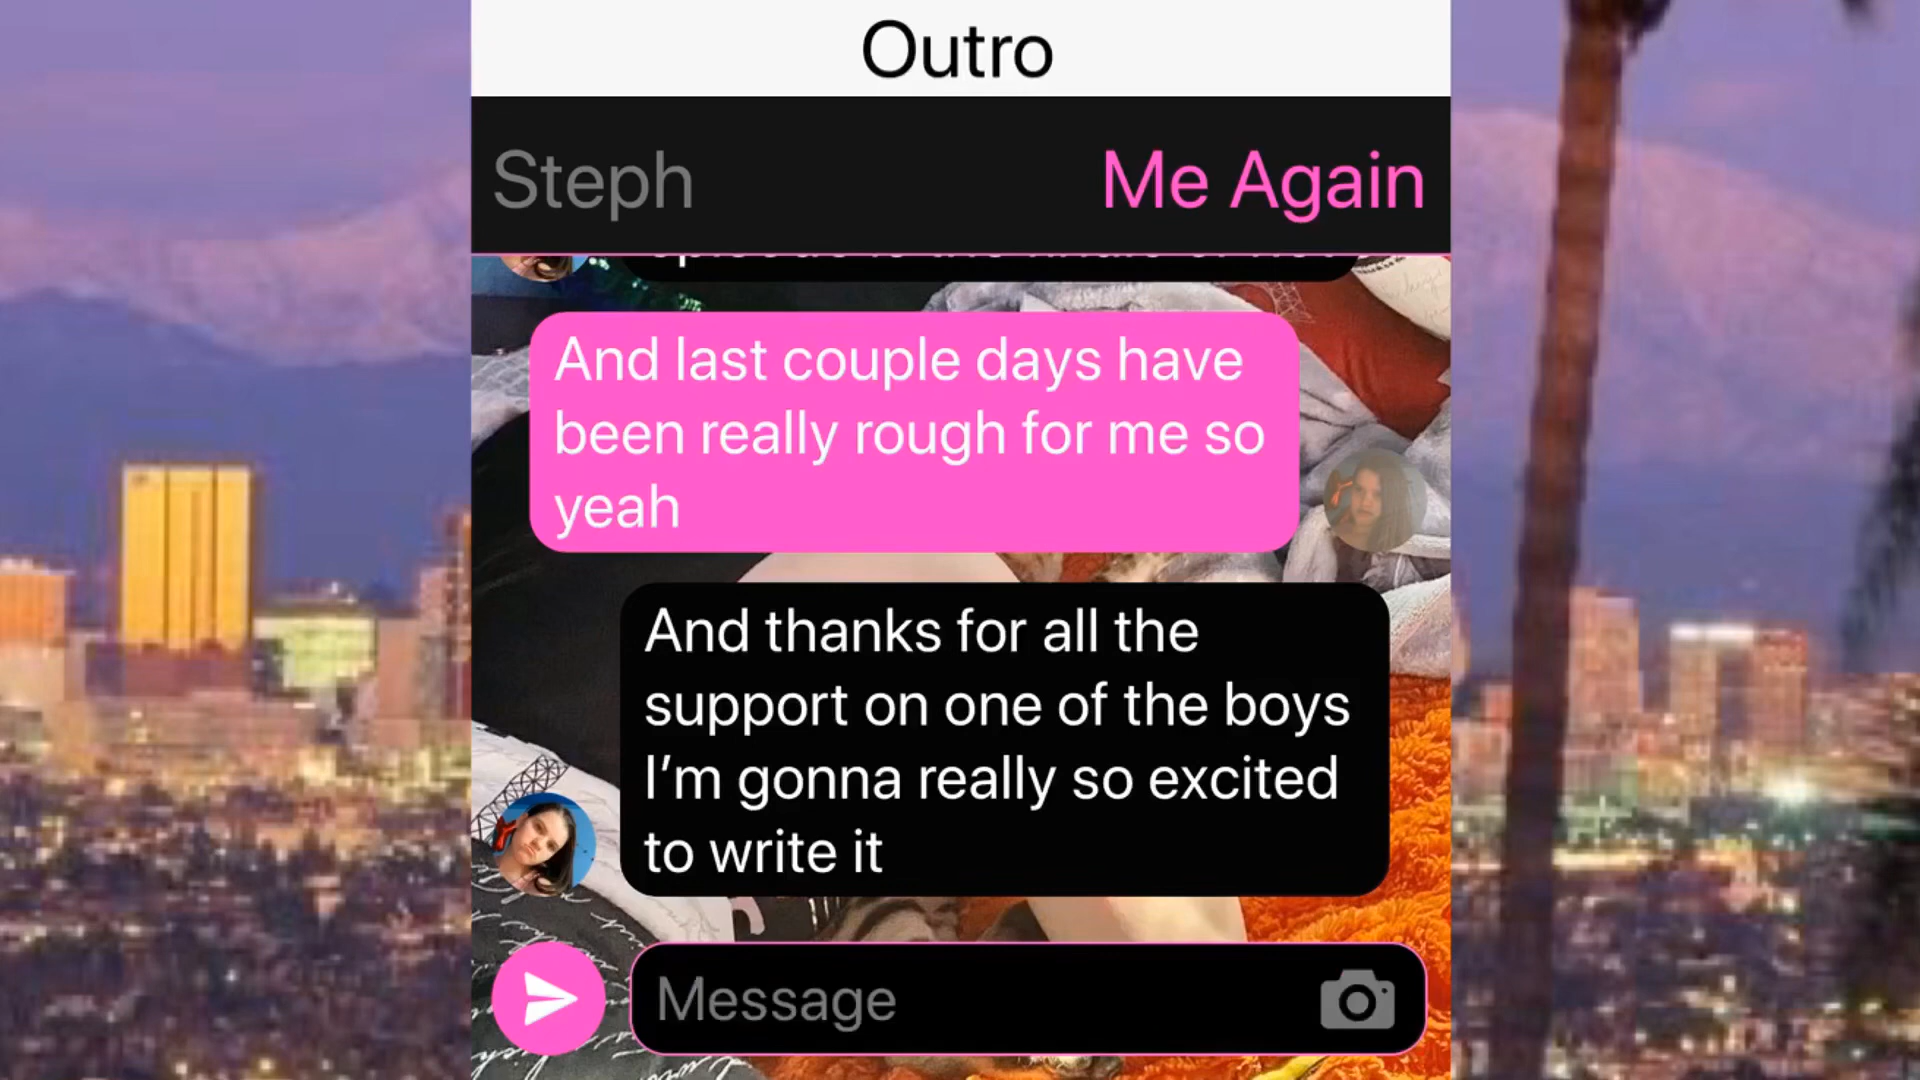 Outro
Steph
Me Again
And last couple days have
been really rough for me so
yeah
And thanks for all the
support on one of the boys
I’m gonna really so excited
to write it
Message